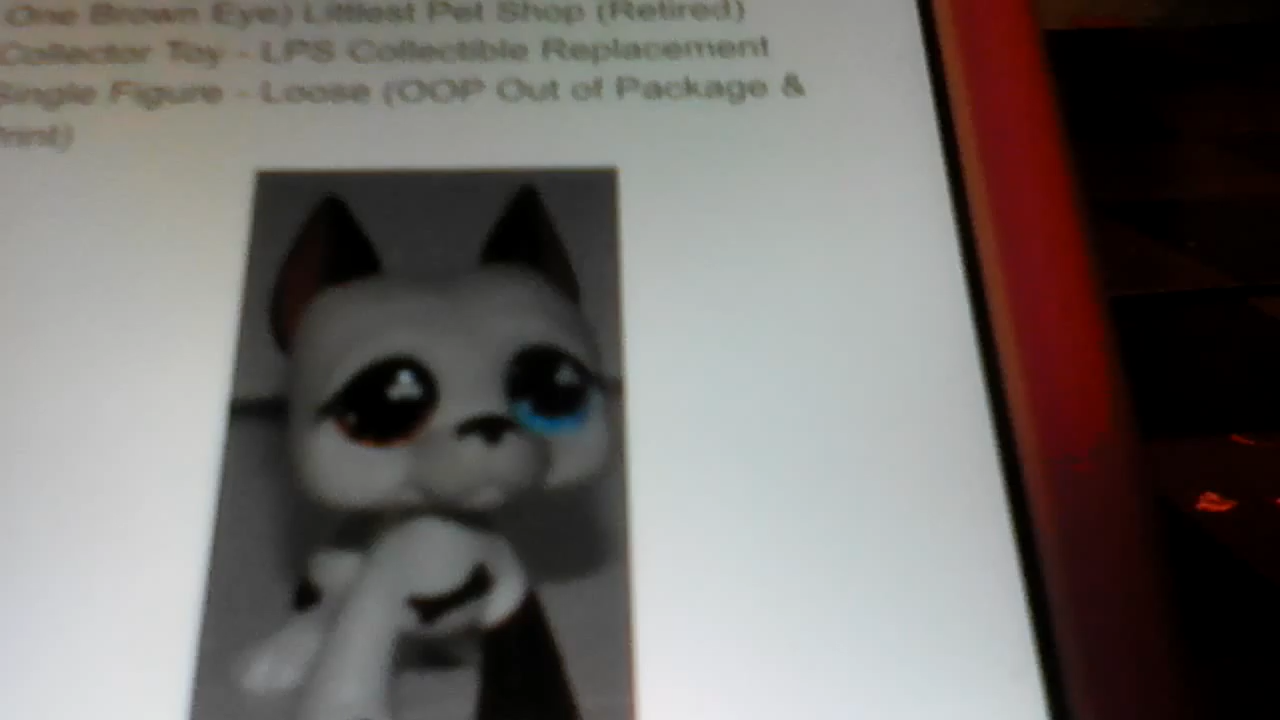 One Brown Eye) Littlest Pet Shop (Retired)
Collector Toy - LPS Collectible Replacement
Single Figure - Loose (OOP Out of Package &
rint)